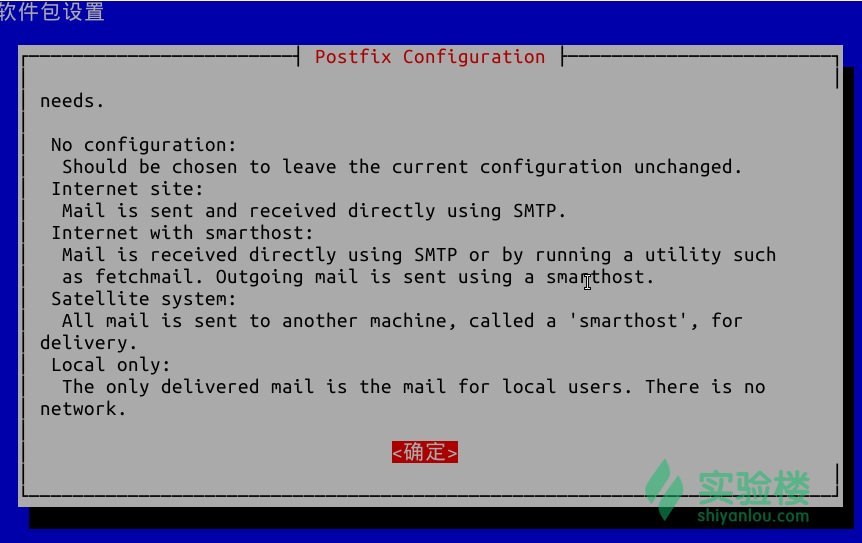 软件包设置
Postfix Configuration
needs.
No configuration:
Should be chosen to leave the current configuration unchanged.
Internet site:
Mail is sent and received directly using SMTP.
Internet with smarthost:
Mail is received directly using SMTP or by running a utility such
as fetchmail. Outgoing mail is sent using a smarthost.
Satellite system:
All mail is sent to another machine, called a 'smarthost', for
delivery.
Local only:
The only delivered mail is the mail for local users. There is no
network.
<确定>
实验楼
shiyanlou.com